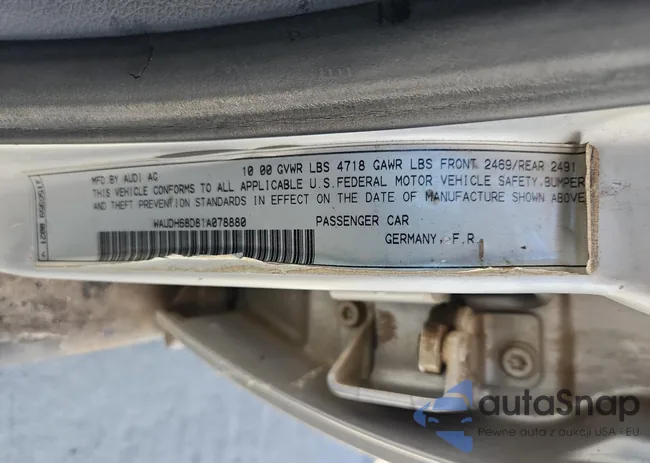 MFD.BY AUDI AG 10 00 GVWR LBS 4718 GAWR LBS FRONT 2469/REAR 2491
THIS VEHICLE CONFORMS TO ALL APPLICABLE U.S.FEDERAL MOTOR VEHICLE SAFETY,BUMPER
AND THEFT PREVENTION STANDARDS IN EFFECT ON THE DATE OF MANUFACTURE SHOWN ABOVE
WAUDH68D81A078880 PASSENGER CAR
GERMANY, F.R.
autaSnap
Pewne auta z aukcji USA - EU